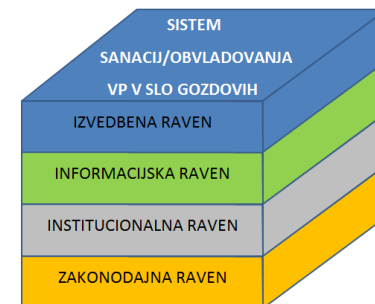 SISTEM
SANACIJ/OBVLADOVANJA
VP V SLO GOZDOVIH
IZVEDBENA RAVEN
INFORMACIJSKA RAVEN
INSTITUCIONALNA RAVEN
ZAKONODAJNA RAVEN